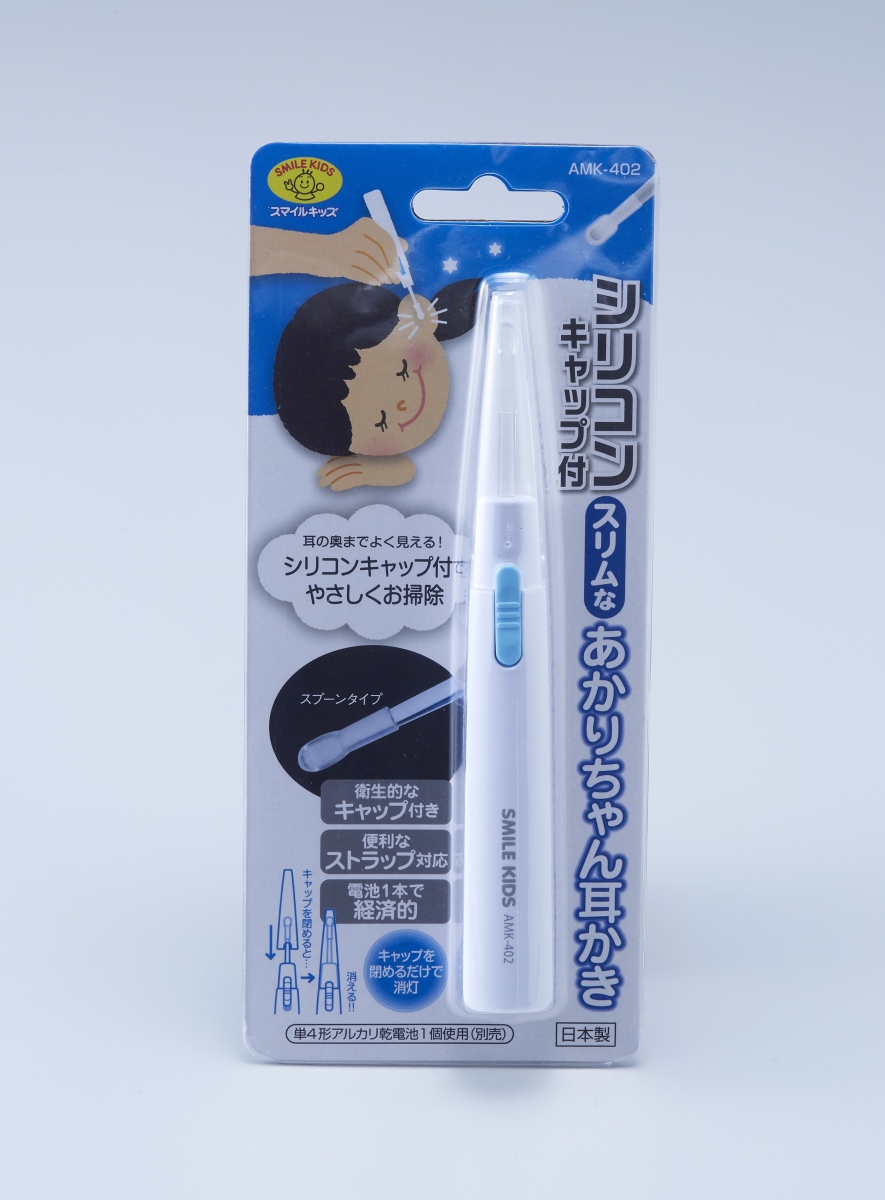 SMILE KIDS
スマイルキッズ
AMK-402
シリコン
キャップ付
スリムな
あかりちゃん耳かき
耳の奥までよく見える!
シリコンキャップ付で
やさしくお掃除
スプーンタイプ
衛生的な
キャップ付き
便利な
ストラップ対応
電池1本で
経済的
キャップを閉めると…
消える!!
キャップを
閉めるだけで
消灯
SMILE KIDS AMK-402
単4形アルカリ乾電池1個使用(別売)
日本製